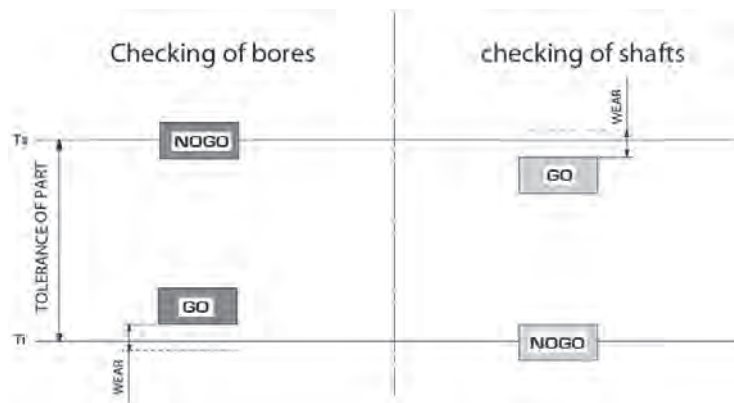 Checking of bores
checking of shafts
WEAR
Ts
NOGO
GO
TOLERANCE OF PART
GO
Ti
NOGO
WEAR